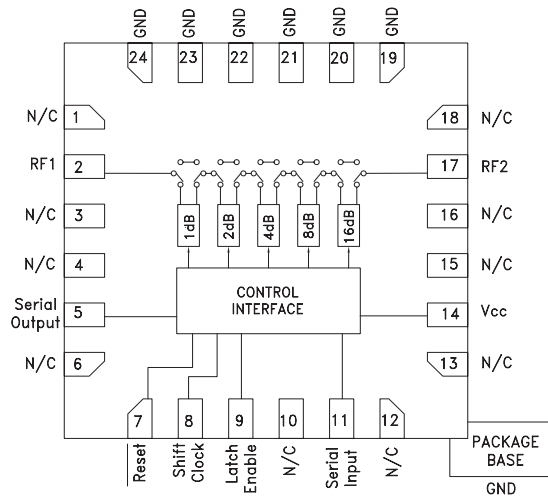 GND GND GND GND GND GND
24 23 22 21 20 19
N/C 1
RF1 2
N/C 3
N/C 4
Serial
Output 5
N/C 6
18 N/C
17 RF2
16 N/C
15 N/C
14 Vcc
13 N/C
1dB 2dB 4dB 8dB 16dB
CONTROL
INTERFACE
7 8 9 10 11 12
Reset
Shift
Clock
Latch
Enable
N/C
Serial
Input
N/C
PACKAGE
BASE
GND